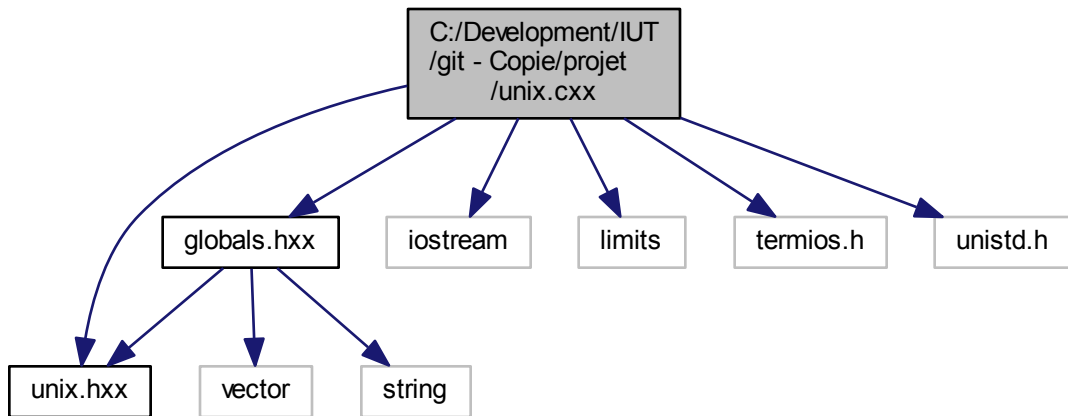 C:/Development/IUT
/git - Copie/projet
/unix.cxx
globals.hxx
iostream
limits
termios.h
unistd.h
unix.hxx
vector
string